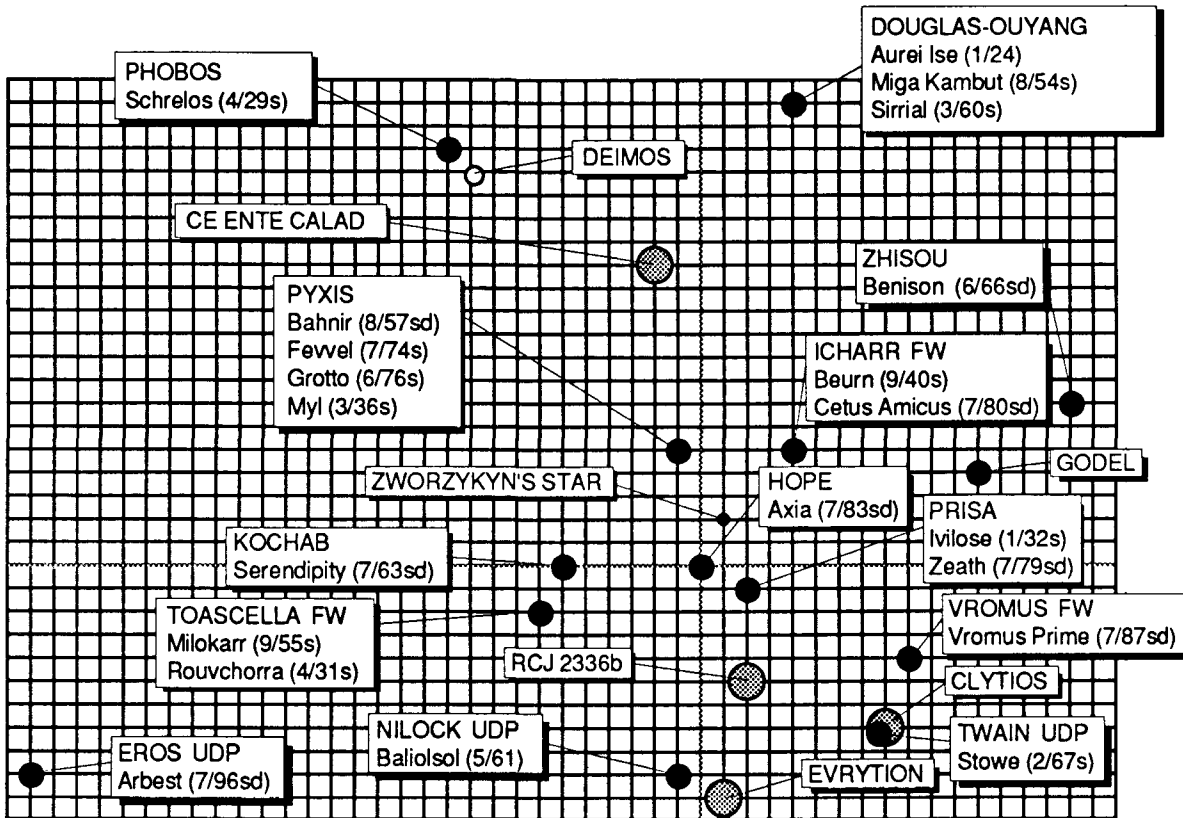 DOUGLAS-OUYANG
Aurei Ise (1/24)
Miga Kambut (8/54s)
Sirrial (3/60s)
PHOBOS
Schrelos (4/29s)
DEIMOS
CE ENTE CALAD
ZHISOU
Benison (6/66sd)
PYXIS
Bahnir (8/57sd)
Fevvel (7/74s)
Grotto (6/76s)
Myl (3/36s)
ICHARR FW
Beurn (9/40s)
Cetus Amicus (7/80sd)
GODEL
ZWORZYKYN'S STAR
HOPE
Axia (7/83sd)
PRISA
Ivilose (1/32s)
Zeath (7/79sd)
KOCHAB
Serendipity (7/63sd)
TOASCELLA FW
Milokarr (9/55s)
Rouvchorra (4/31s)
VROMUS FW
Vromus Prime (7/87sd)
RCJ 2336b
CLYTIOS
NILOCK UDP
Baliolsol (5/61)
TWAIN UDP
Stowe (2/67s)
EROS UDP
Arbest (7/96sd)
EVRYTION